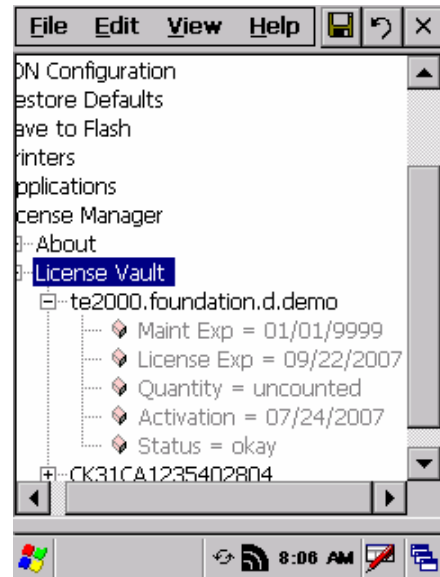 File Edit View Help
ON Configuration
estore Defaults
ave to Flash
rinters
pplications
cense Manager
About
License Vault
te2000.foundation.d.demo
Maint Exp = 01/01/9999
License Exp = 09/22/2007
Quantity = uncounted
Activation = 07/24/2007
Status = okay
CK31CA1235402804
8:06 AM